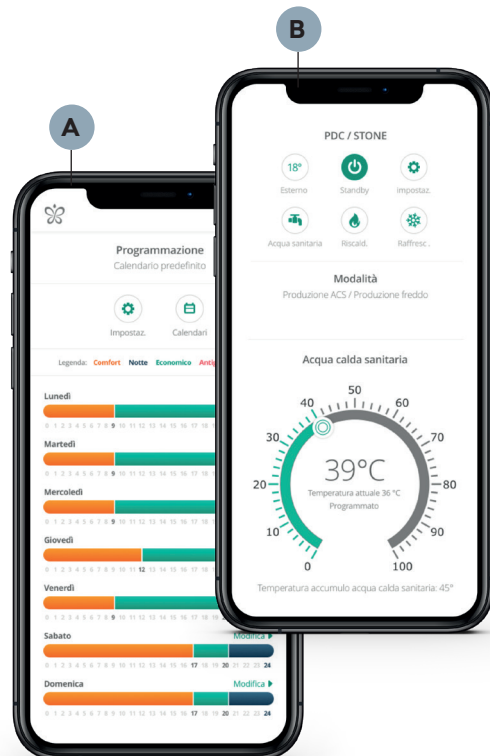 B
A
PDC / STONE
18°
Esterno
Standby
impostaz.
Acqua sanitaria
Riscald.
Raffresc .
Modalità
Produzione ACS / Produzione freddo
Acqua calda sanitaria
0
10
20
30
40
50
60
70
80
90
100
39°C
Temperatura attuale 36 °C
Programmato
Temperatura accumulo acqua calda sanitaria: 45°
Programmazione
Calendario predefinito
Impostaz.
Calendari
Legenda: Comfort Notte Economico Antig
Lunedì
0 1 2 3 4 5 6 7 8 9 10 11 12 13 14 15 16 17 18
Martedì
0 1 2 3 4 5 6 7 8 9 10 11 12 13 14 15 16 17 18
Mercoledì
0 1 2 3 4 5 6 7 8 9 10 11 12 13 14 15 16 17 18
Giovedì
0 1 2 3 4 5 6 7 8 9 10 11 12 13 14 15 16 17 18
Venerdì
0 1 2 3 4 5 6 7 8 9 10 11 12 13 14 15 16 17 18 19
Sabato
Modifica
0 1 2 3 4 5 6 7 8 9 10 11 12 13 14 15 16 17 18 19 20 21 22 23 24
Domenica
Modifica
0 1 2 3 4 5 6 7 8 9 10 11 12 13 14 15 16 17 18 19 20 21 22 23 24